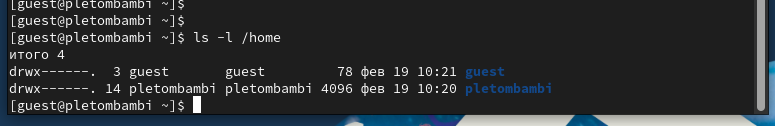 [guest@pletombambi ~]$
[guest@pletombambi ~]$
[guest@pletombambi ~]$ ls -l /home
итого 4
drwx------.  3 guest       guest         78 фев 19 10:21 guest
drwx------. 14 pletombambi pletombambi 4096 фев 19 10:20 pletombambi
[guest@pletombambi ~]$